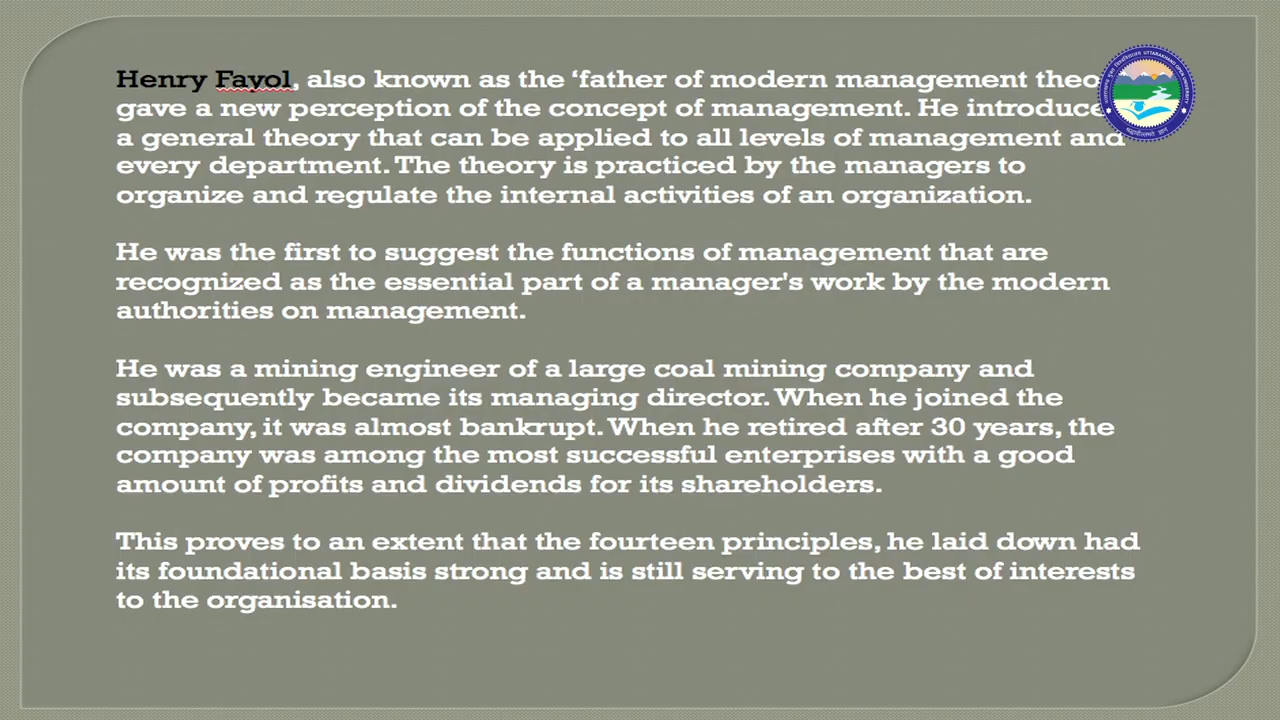 Henry Fayol, also known as the ‘father of modern management theo
gave a new perception of the concept of management. He introduce
a general theory that can be applied to all levels of management and
every department. The theory is practiced by the managers to
organize and regulate the internal activities of an organization.
He was the first to suggest the functions of management that are
recognized as the essential part of a manager's work by the modern
authorities on management.
He was a mining engineer of a large coal mining company and
subsequently became its managing director. When he joined the
company, it was almost bankrupt. When he retired after 30 years, the
company was among the most successful enterprises with a good
amount of profits and dividends for its shareholders.
This proves to an extent that the fourteen principles, he laid down had
its foundational basis strong and is still serving to the best of interests
to the organisation.